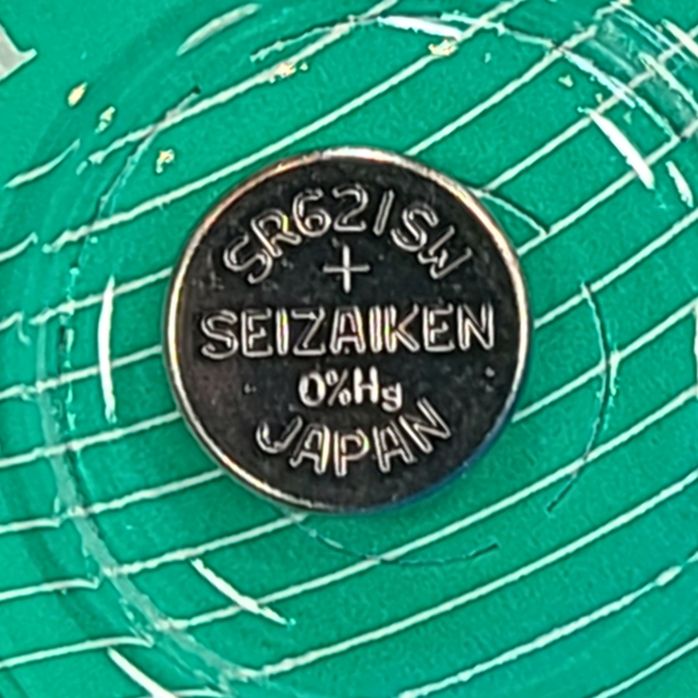 SR621SW
+
SEIZAIKEN
0%Hg
JAPAN